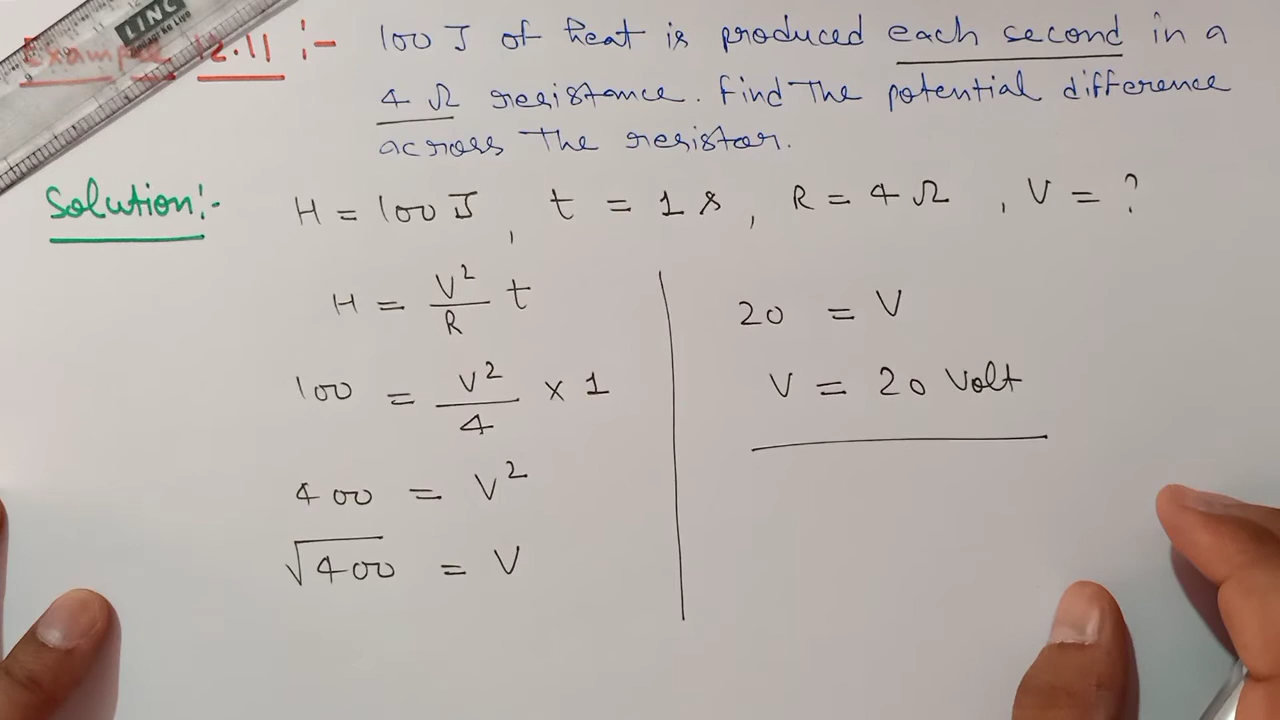 LINC
Example 12.11 :- 100 J of heat is produced each second in a
4 Ω resistance. Find The potential difference
across The resistor.
Solution:- H = 100 J, t = 1 s, R = 4 Ω, V = ?
H = V²/R t
100 = V²/4 × 1
400 = V²
√400 = V
20 = V
V = 20 Volt